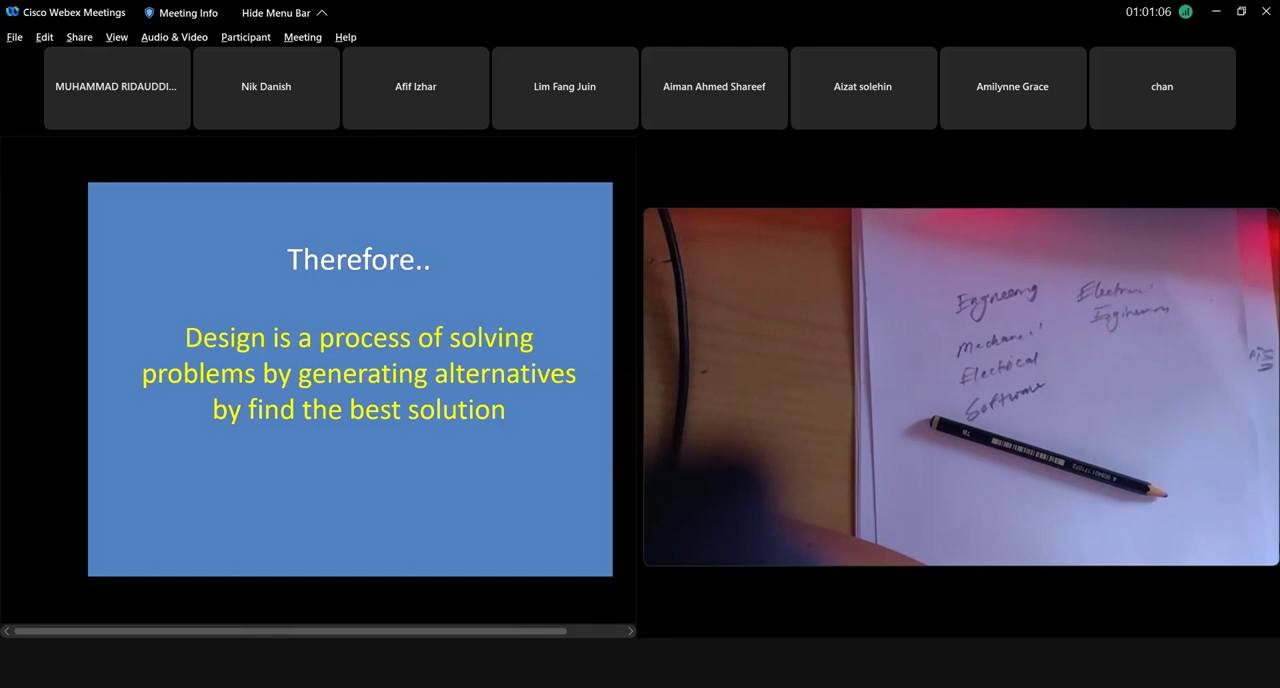 Cisco Webex Meetings
Meeting Info
Hide Menu Bar
01:01:06
File Edit Share View Audio & Video Participant Meeting Help
MUHAMMAD RIDAUDDI...
Nik Danish
Afif Izhar
Lim Fang Juin
Aiman Ahmed Shareef
Aizat solehin
Amilynne Grace
chan
Therefore..
Design is a process of solving
problems by generating alternatives
by find the best solution
Engineering
Electrical
Software